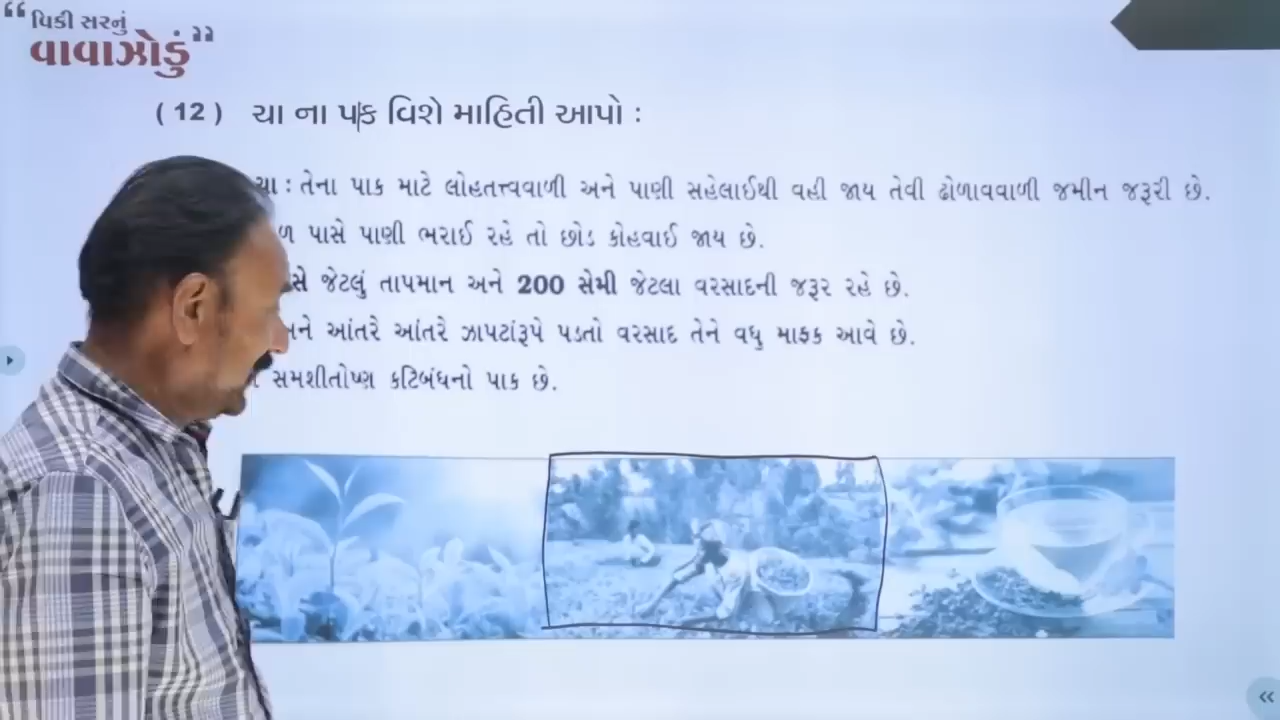 “ વિકી સરનું
વાવાઝોડું ”
( 12 ) ચા ના પાક વિશે માહિતી આપો :
ચા : તેના પાક માટે લોહતત્ત્વવાળી અને પાણી સહેલાઈથી વહી જાય તેવી ઢોળાવવાળી જમીન જરૂરી છે.
પાસે પાણી ભરાઈ રહે તો છોડ કોહવાઈ જાય છે.
જેટલું તાપમાન અને 200 સેમી જેટલા વરસાદની જરૂર રહે છે.
આંતરે આંતરે ઝાપટાંરૂપે પડતો વરસાદ તેને વધુ માફક આવે છે.
સમશીતોષ્ણ કટિબંધનો પાક છે.